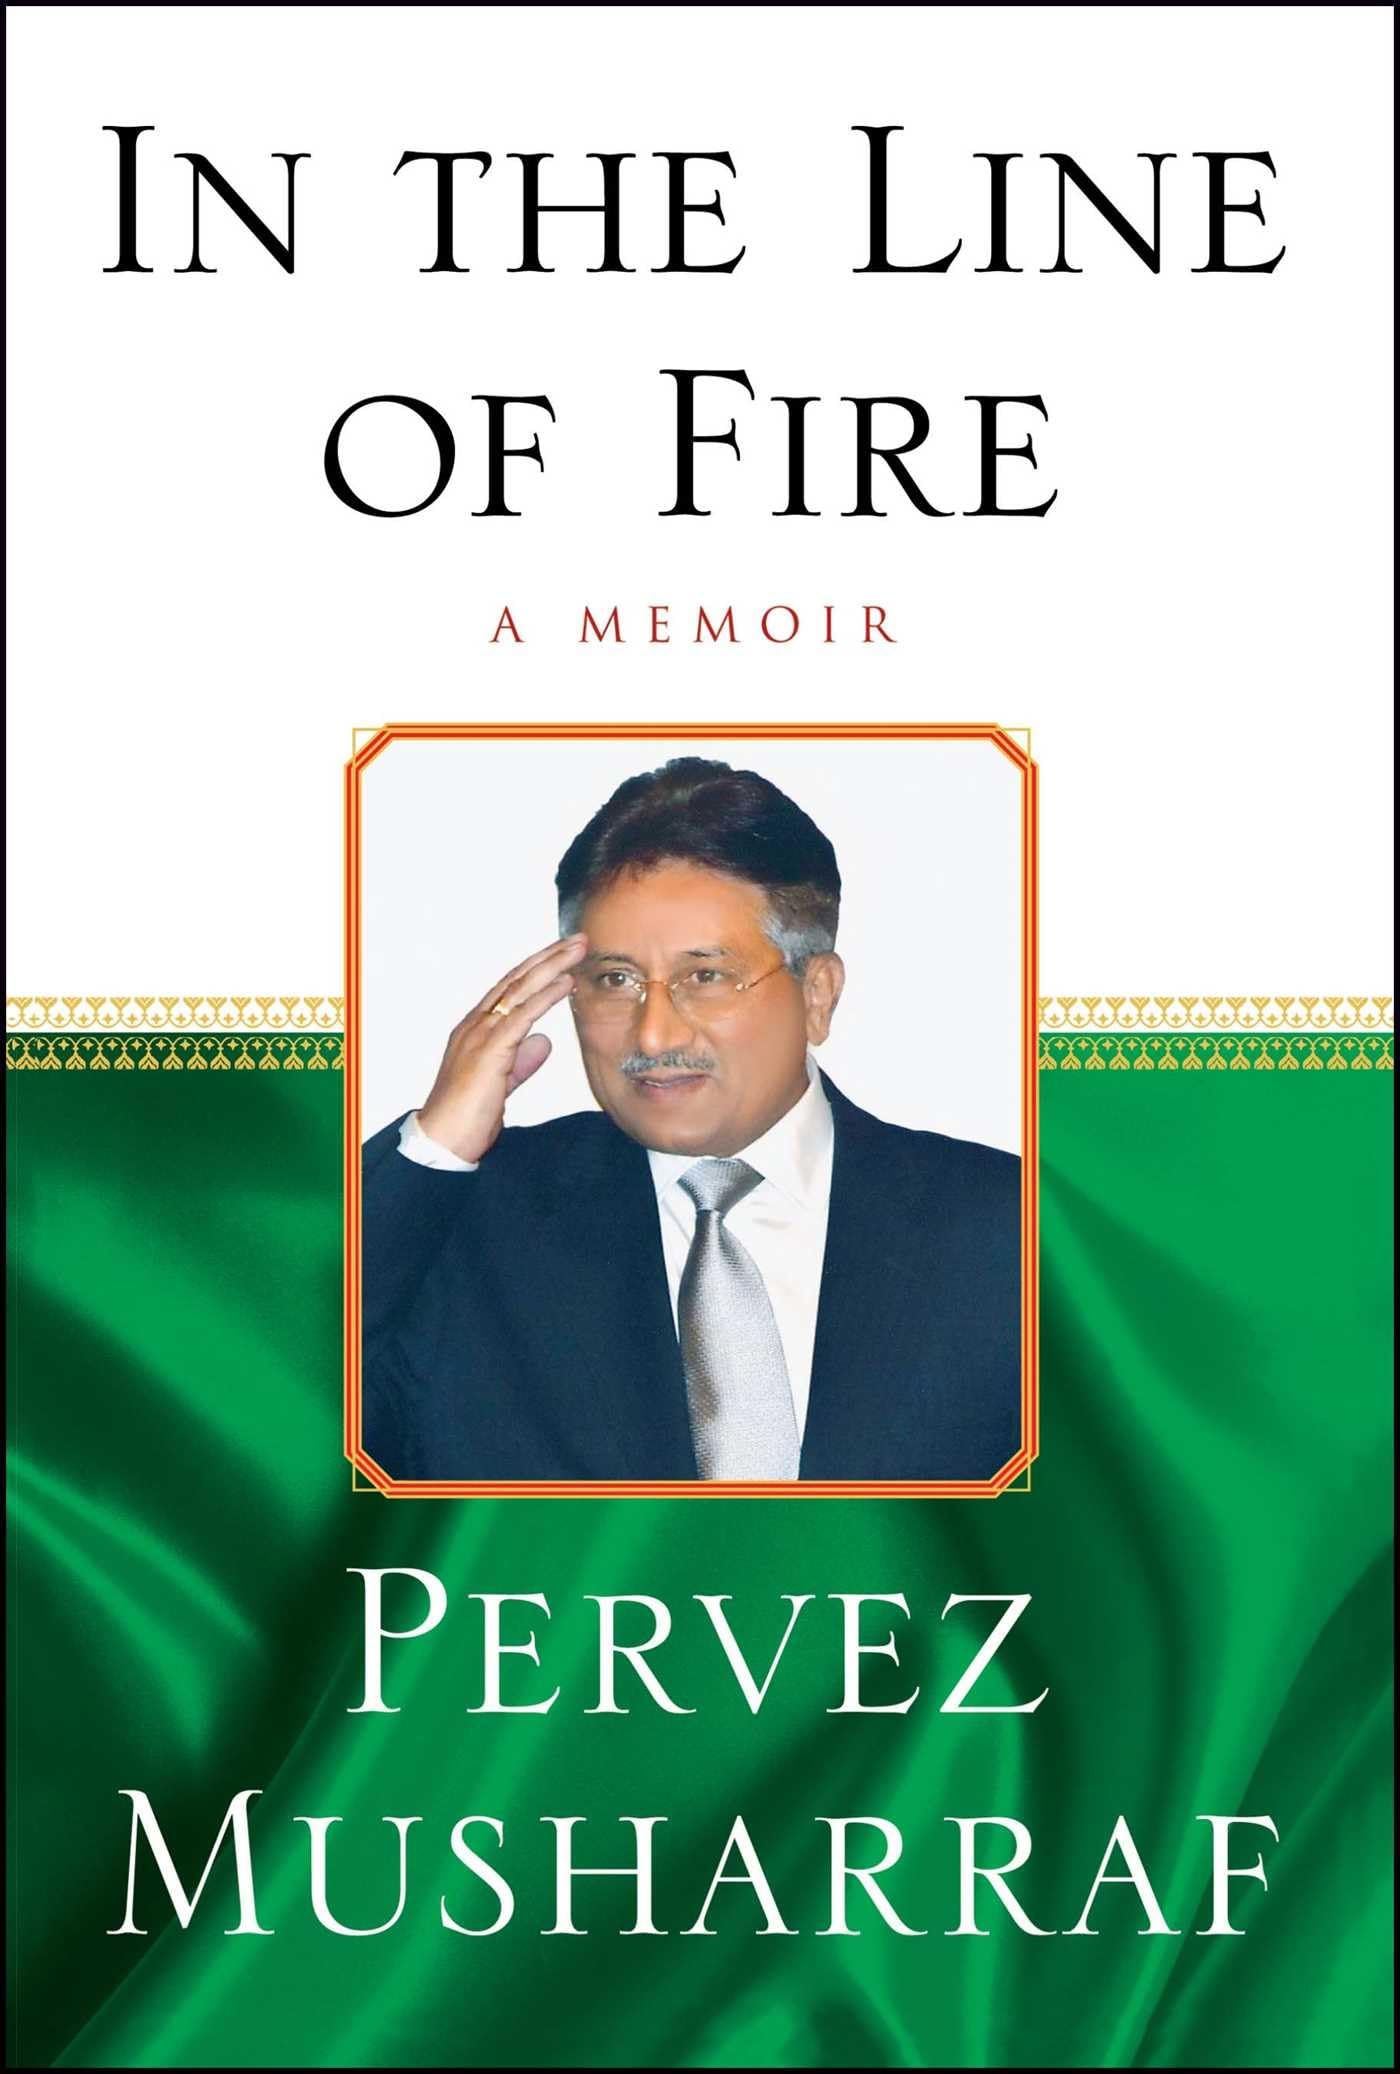 IN THE LINE
OF FIRE
A MEMOIR
PERVEZ
MUSHARRAF